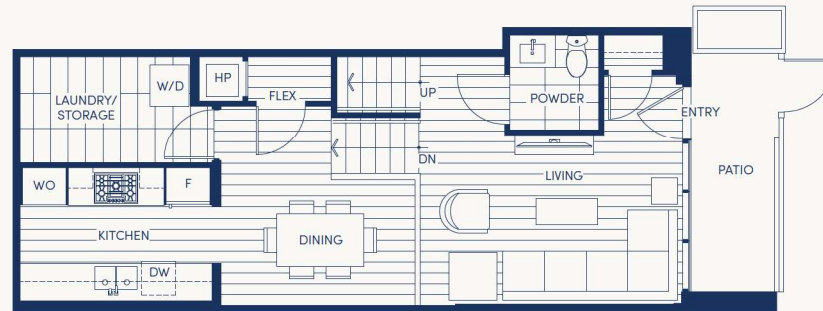 HP
W/D
LAUNDRY/
STORAGE
FLEX
UP
POWDER
ENTRY
DN
LIVING
PATIO
WO
F
KITCHEN
DINING
DW